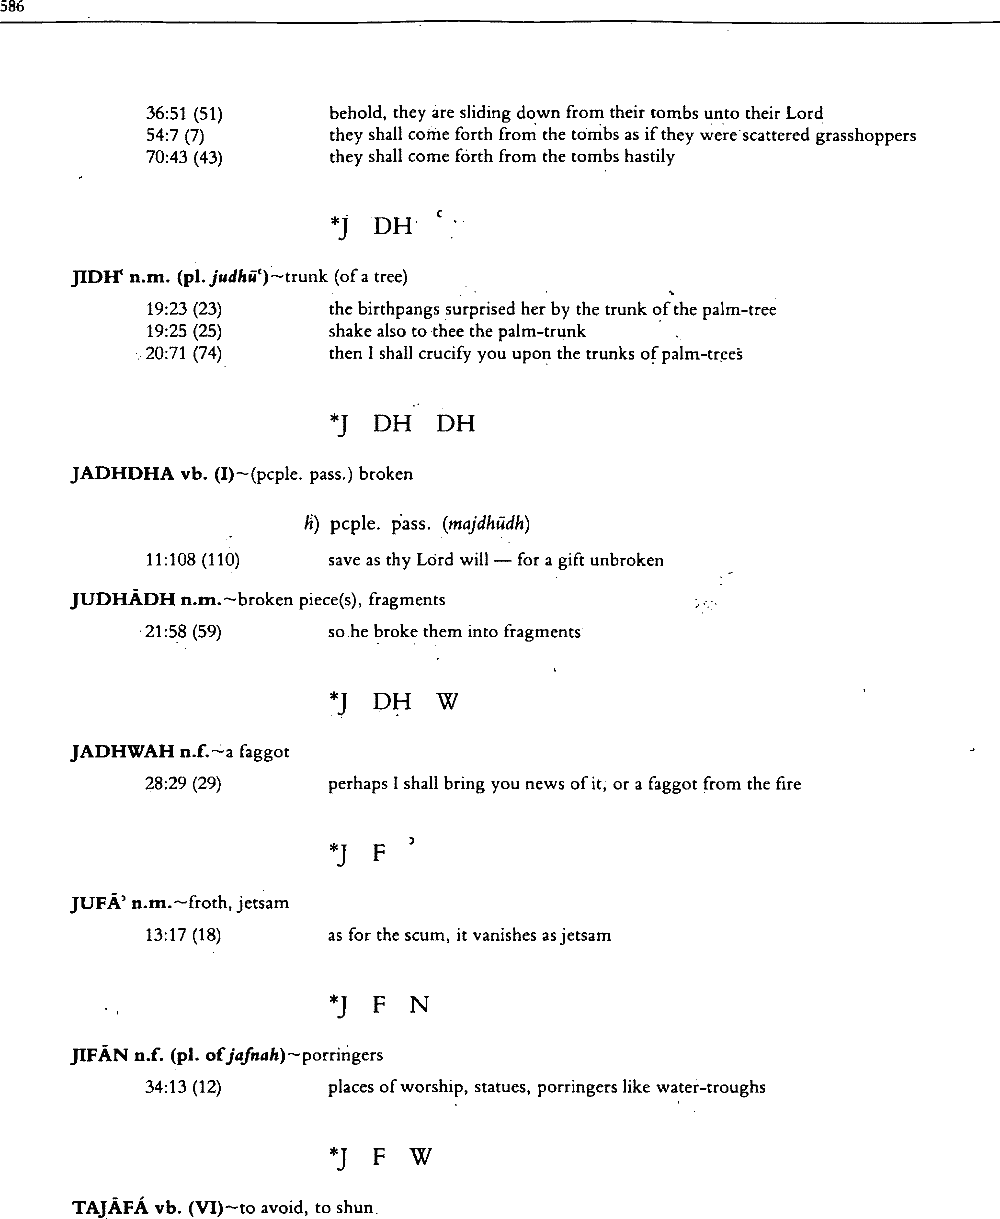 586
36:51 (51) behold, they are sliding down from their tombs unto their Lord
54:7 (7) they shall come forth from the tombs as if they were scattered grasshoppers
70:43 (43) they shall come forth from the tombs hastily
*J DH ʿ
JIDHʿ n.m. (pl. judhūʿ)~trunk (of a tree)
19:23 (23) the birthpangs surprised her by the trunk of the palm-tree
19:25 (25) shake also to thee the palm-trunk
20:71 (74) then I shall crucify you upon the trunks of palm-trees
*J DH DH
JADHDHA vb. (I)~(pcple. pass.) broken
h) pcple. pass. (majdhūdh)
11:108 (110) save as thy Lord will — for a gift unbroken
JUDHĀDH n.m.~broken piece(s), fragments
21:58 (59) so he broke them into fragments
*J DH W
JADHWAH n.f.~a faggot
28:29 (29) perhaps I shall bring you news of it, or a faggot from the fire
*J F ʾ
JUFĀʾ n.m.~froth, jetsam
13:17 (18) as for the scum, it vanishes as jetsam
*J F N
JIFĀN n.f. (pl. of jafnah)~porringers
34:13 (12) places of worship, statues, porringers like water-troughs
*J F W
TAJĀFÁ vb. (VI)~to avoid, to shun